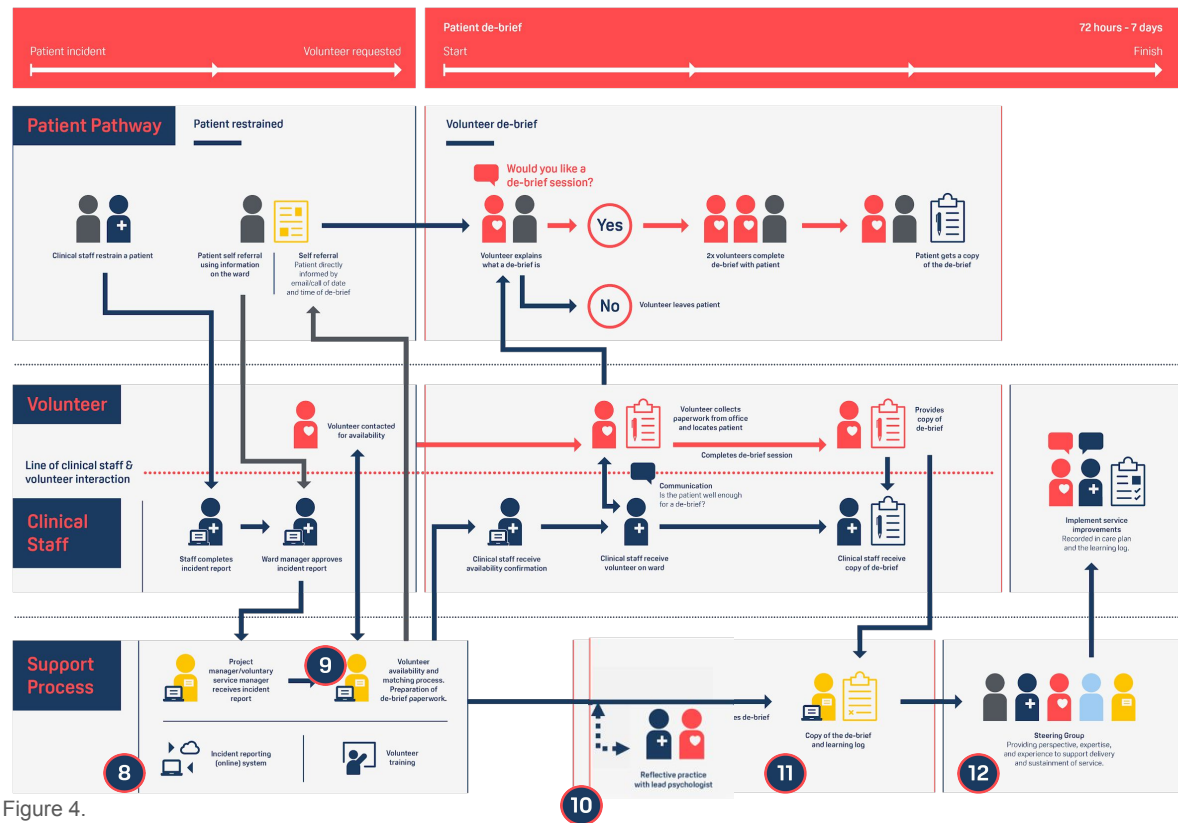 Patient de-brief
72 hours - 7 days
Patient incident
Volunteer requested
Start
Finish
Patient Pathway
Patient restrained
Volunteer de-brief
Would you like a
de-brief session?
Yes
Clinical staff restrain a patient
Patient self referral
using information
on the ward
Self referral
Patient directly
informed by
email/call of date
and time of de-brief
Volunteer explains
what a de-brief is
2x volunteers complete
de-brief with patient
Patient gets a copy
of the de-brief
No
Volunteer leaves patient
Volunteer
Volunteer contacted
for availability
Volunteer collects
paperwork from office
and locates patient
Completes de-brief session
Provides
copy of
de-brief
Line of clinical staff &
volunteer interaction
Communication
Is the patient well enough
for a de-brief?
Clinical
Staff
Staff completes
incident report
Ward manager approves
incident report
Clinical staff receive
availability confirmation
Clinical staff receive
volunteer on ward
Clinical staff receive
copy of de-brief
Implement service
improvements
Recorded in care plan
and the learning log.
Support
Process
Project
manager/voluntary
service manager
receives incident
report
9
Volunteer
availability and
matching process.
Preparation of
de-brief paperwork.
es de-brief
Copy of the de-brief
and learning log
Steering Group
Providing perspective, expertise,
and experience to support delivery
and sustainment of service.
8
Incident reporting
(online) system
Volunteer
training
Reflective practice
with lead psychologist
10
11
12
Figure 4.